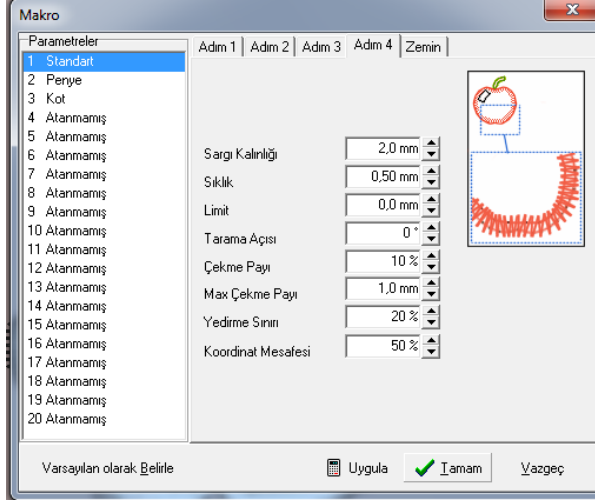 Makro
Parametreler
1 Standart
2 Penye
3 Kot
4 Atanmamış
5 Atanmamış
6 Atanmamış
7 Atanmamış
8 Atanmamış
9 Atanmamış
10 Atanmamış
11 Atanmamış
12 Atanmamış
13 Atanmamış
14 Atanmamış
15 Atanmamış
16 Atanmamış
17 Atanmamış
18 Atanmamış
19 Atanmamış
20 Atanmamış
Adım 1 Adım 2 Adım 3 Adım 4 Zemin
Sargı Kalınlığı 2,0 mm
Sıklık 0,50 mm
Limit 0,0 mm
Tarama Açısı 0 °
Çekme Payı 10 %
Max Çekme Payı 1,0 mm
Yedirme Sınırı 20 %
Koordinat Mesafesi 50 %
Varsayılan olarak Belirle Uygula Tamam Vazgeç